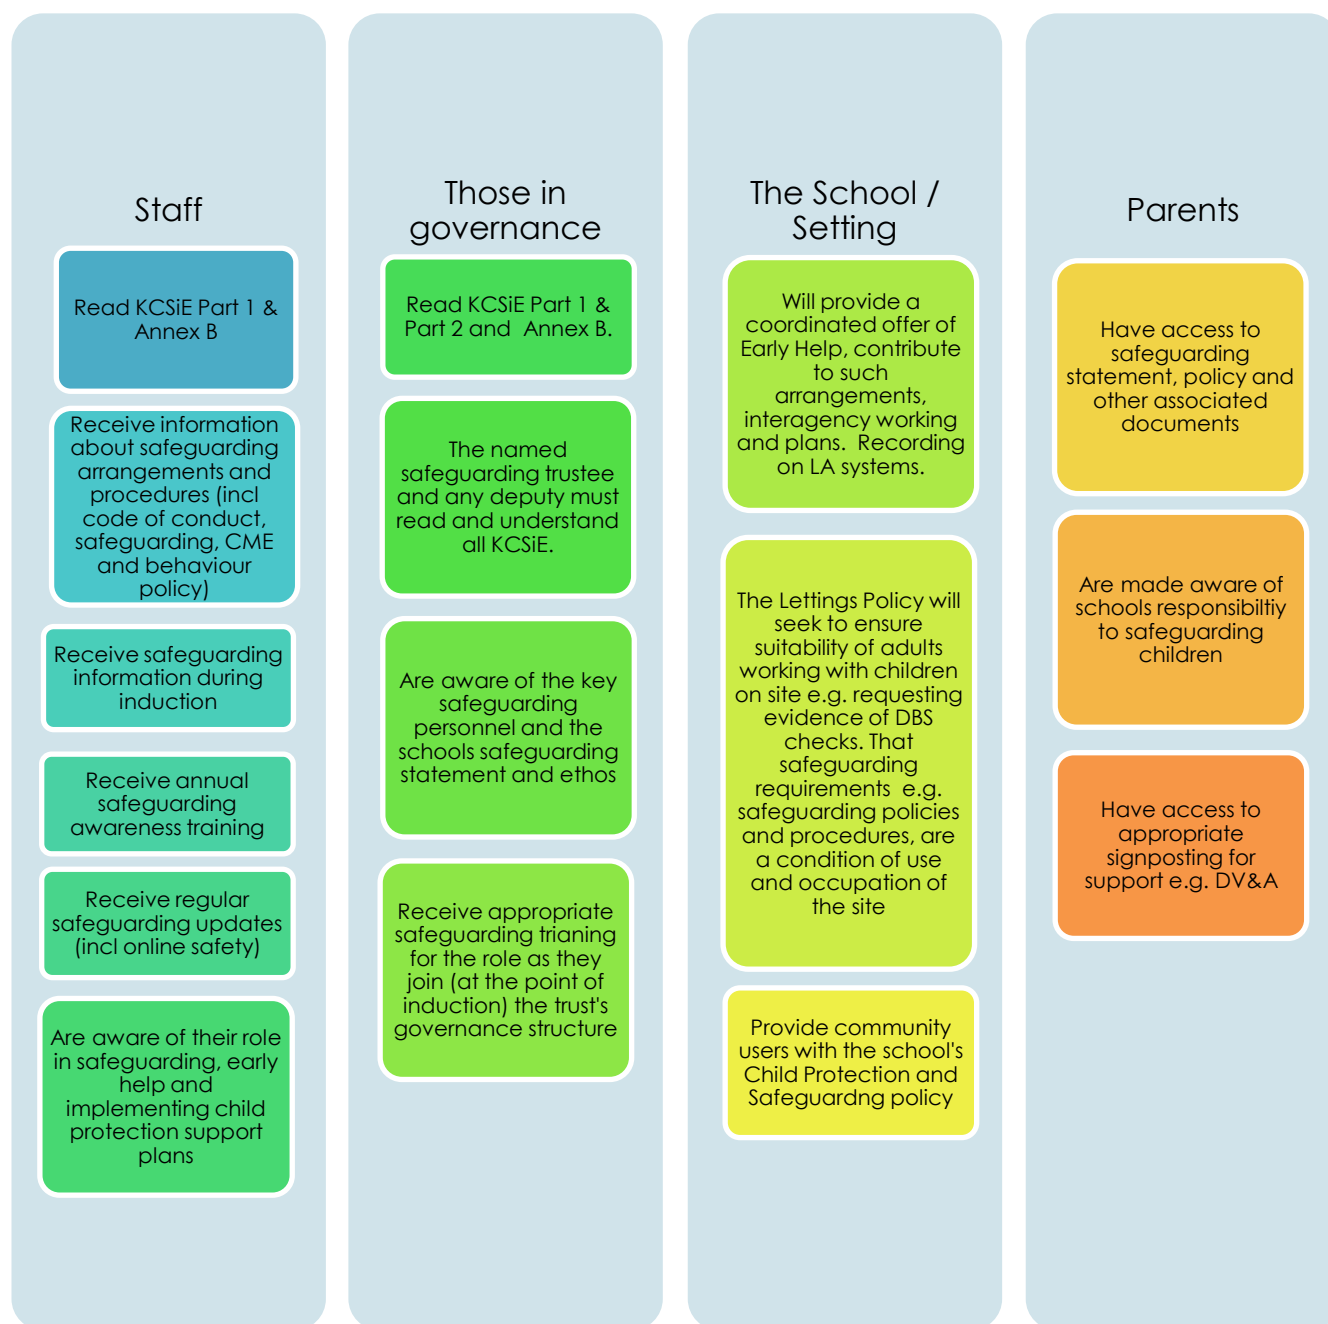 Staff
Read KCSiE Part 1 &
Annex B
Receive information
about safeguarding
arrangements and
procedures (incl
code of conduct,
safeguarding, CME
and behaviour
policy)
Receive safeguarding
information during
induction
Receive annual
safeguarding
awareness training
Receive regular
safeguarding updates
(incl online safety)
Are aware of their role
in safeguarding, early
help and
implementing child
protection support
plans
Those in
governance
Read KCSiE Part 1 &
Part 2 and  Annex B.
The named
safeguarding trustee
and any deputy must
read and understand
all KCSiE.
Are aware of the key
safeguarding
personnel and the
schools safeguarding
statement and ethos
Receive appropriate
safeguarding trianing
for the role as they
join (at the point of
induction) the trust's
governance structure
The School /
Setting
Will provide a
coordinated offer of
Early Help, contribute
to such
arrangements,
interagency working
and plans.  Recording
on LA systems.
The Lettings Policy will
seek to ensure
suitability of adults
working with children
on site e.g. requesting
evidence of DBS
checks. That
safeguarding
requirements  e.g.
safeguarding policies
and procedures, are
a condition of use
and occupation of
the site
Provide community
users with the school's
Child Protection and
Safeguardng policy
Parents
Have access to
safeguarding
statement, policy and
other associated
documents
Are made aware of
schools responsibiltiy
to safeguarding
children
Have access to
appropriate
signposting for
support e.g. DV&A